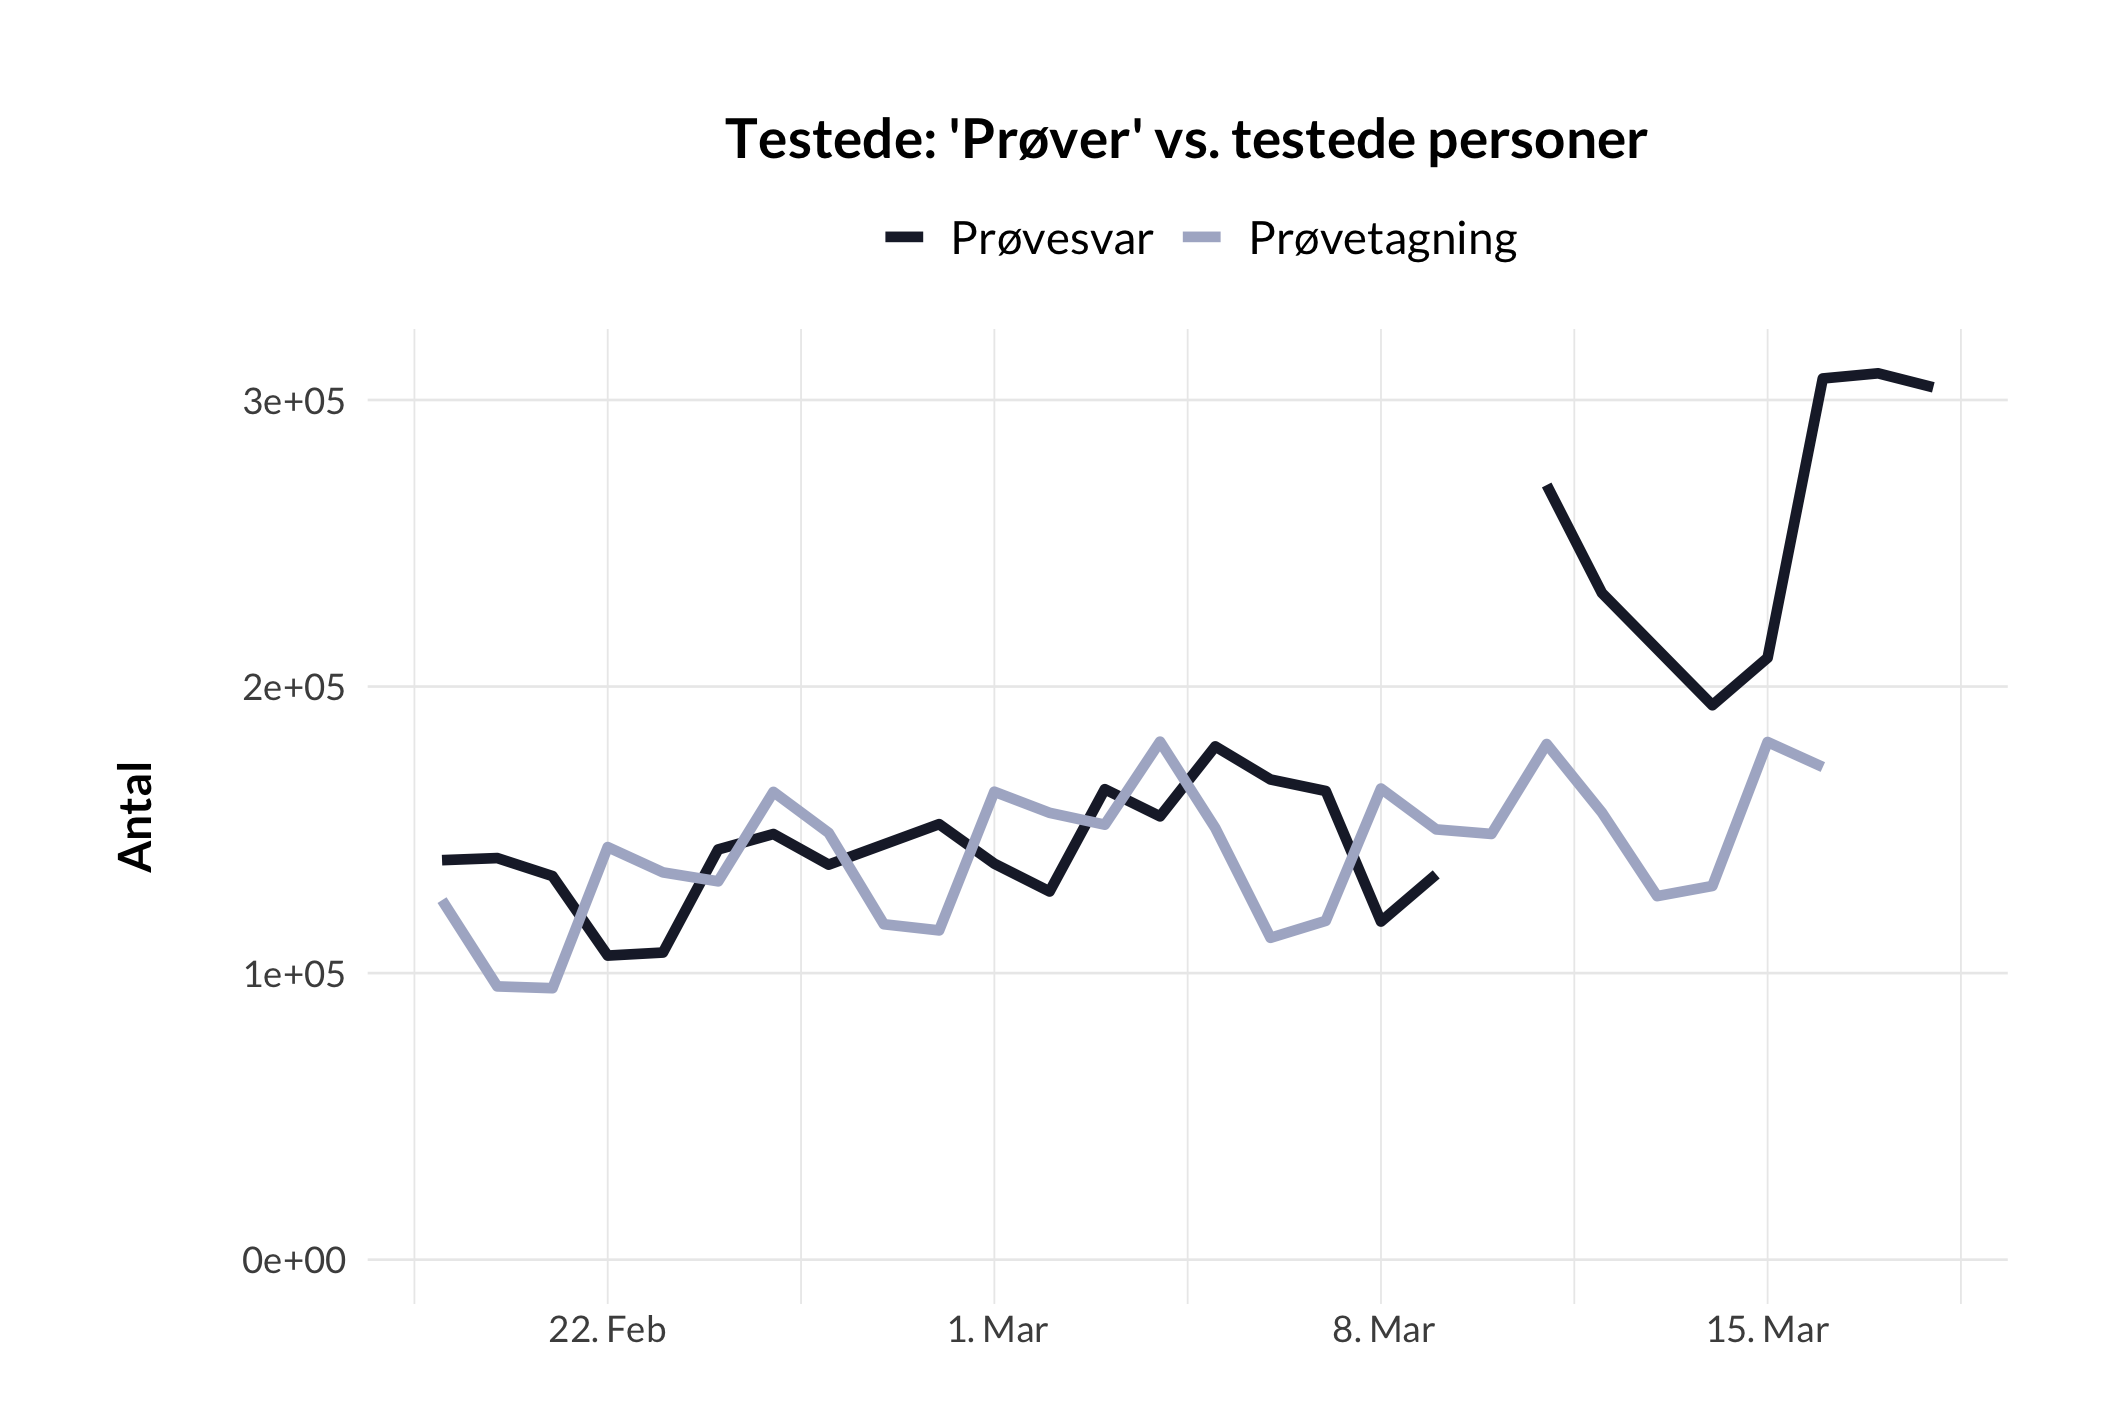 Testede: 'Prøver' vs. testede personer
Prøvesvar Prøvetagning
Antal
3e+05
2e+05
1e+05
0e+00
22. Feb 1. Mar 8. Mar 15. Mar